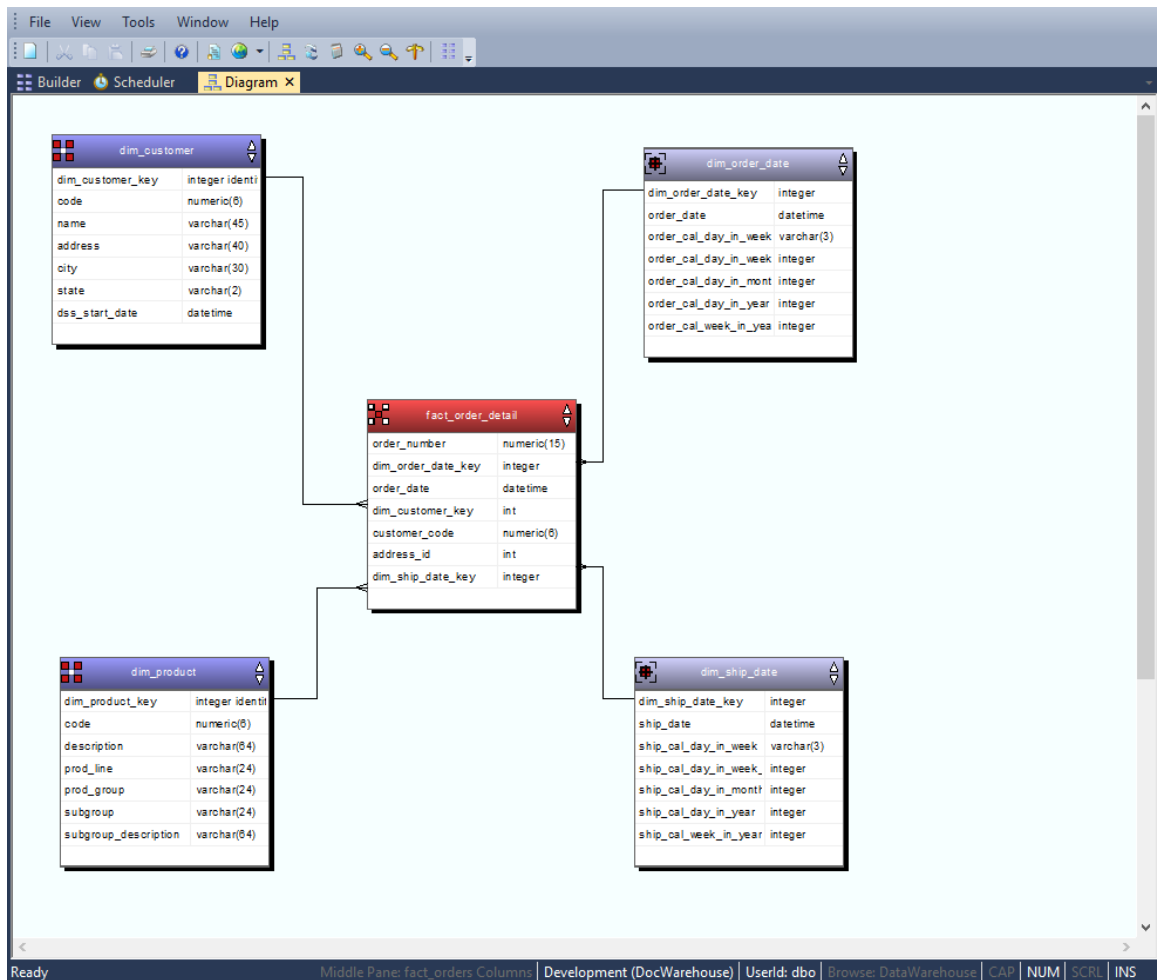 File View Tools Window Help
Builder Scheduler Diagram
dim_customer
dim_customer_key integer identi
code numeric(6)
name varchar(45)
address varchar(40)
city varchar(30)
state varchar(2)
dss_start_date datetime
dim_order_date
dim_order_date_key integer
order_date datetime
order_cal_day_in_week varchar(3)
order_cal_day_in_week integer
order_cal_day_in_mont integer
order_cal_day_in_year integer
order_cal_week_in_yea integer
fact_order_detail
order_number numeric(15)
dim_order_date_key integer
order_date datetime
dim_customer_key int
customer_code numeric(6)
address_id int
dim_ship_date_key integer
dim_product
dim_product_key integer identit
code numeric(6)
description varchar(64)
prod_line varchar(24)
prod_group varchar(24)
subgroup varchar(24)
subgroup_description varchar(64)
dim_ship_date
dim_ship_date_key integer
ship_date datetime
ship_cal_day_in_week varchar(3)
ship_cal_day_in_week_ integer
ship_cal_day_in_month integer
ship_cal_day_in_year integer
ship_cal_week_in_year integer
Ready Middle Pane: fact_orders Columns Development (DocWarehouse) UserId: dbo Browse: DataWarehouse CAP NUM SCRL INS